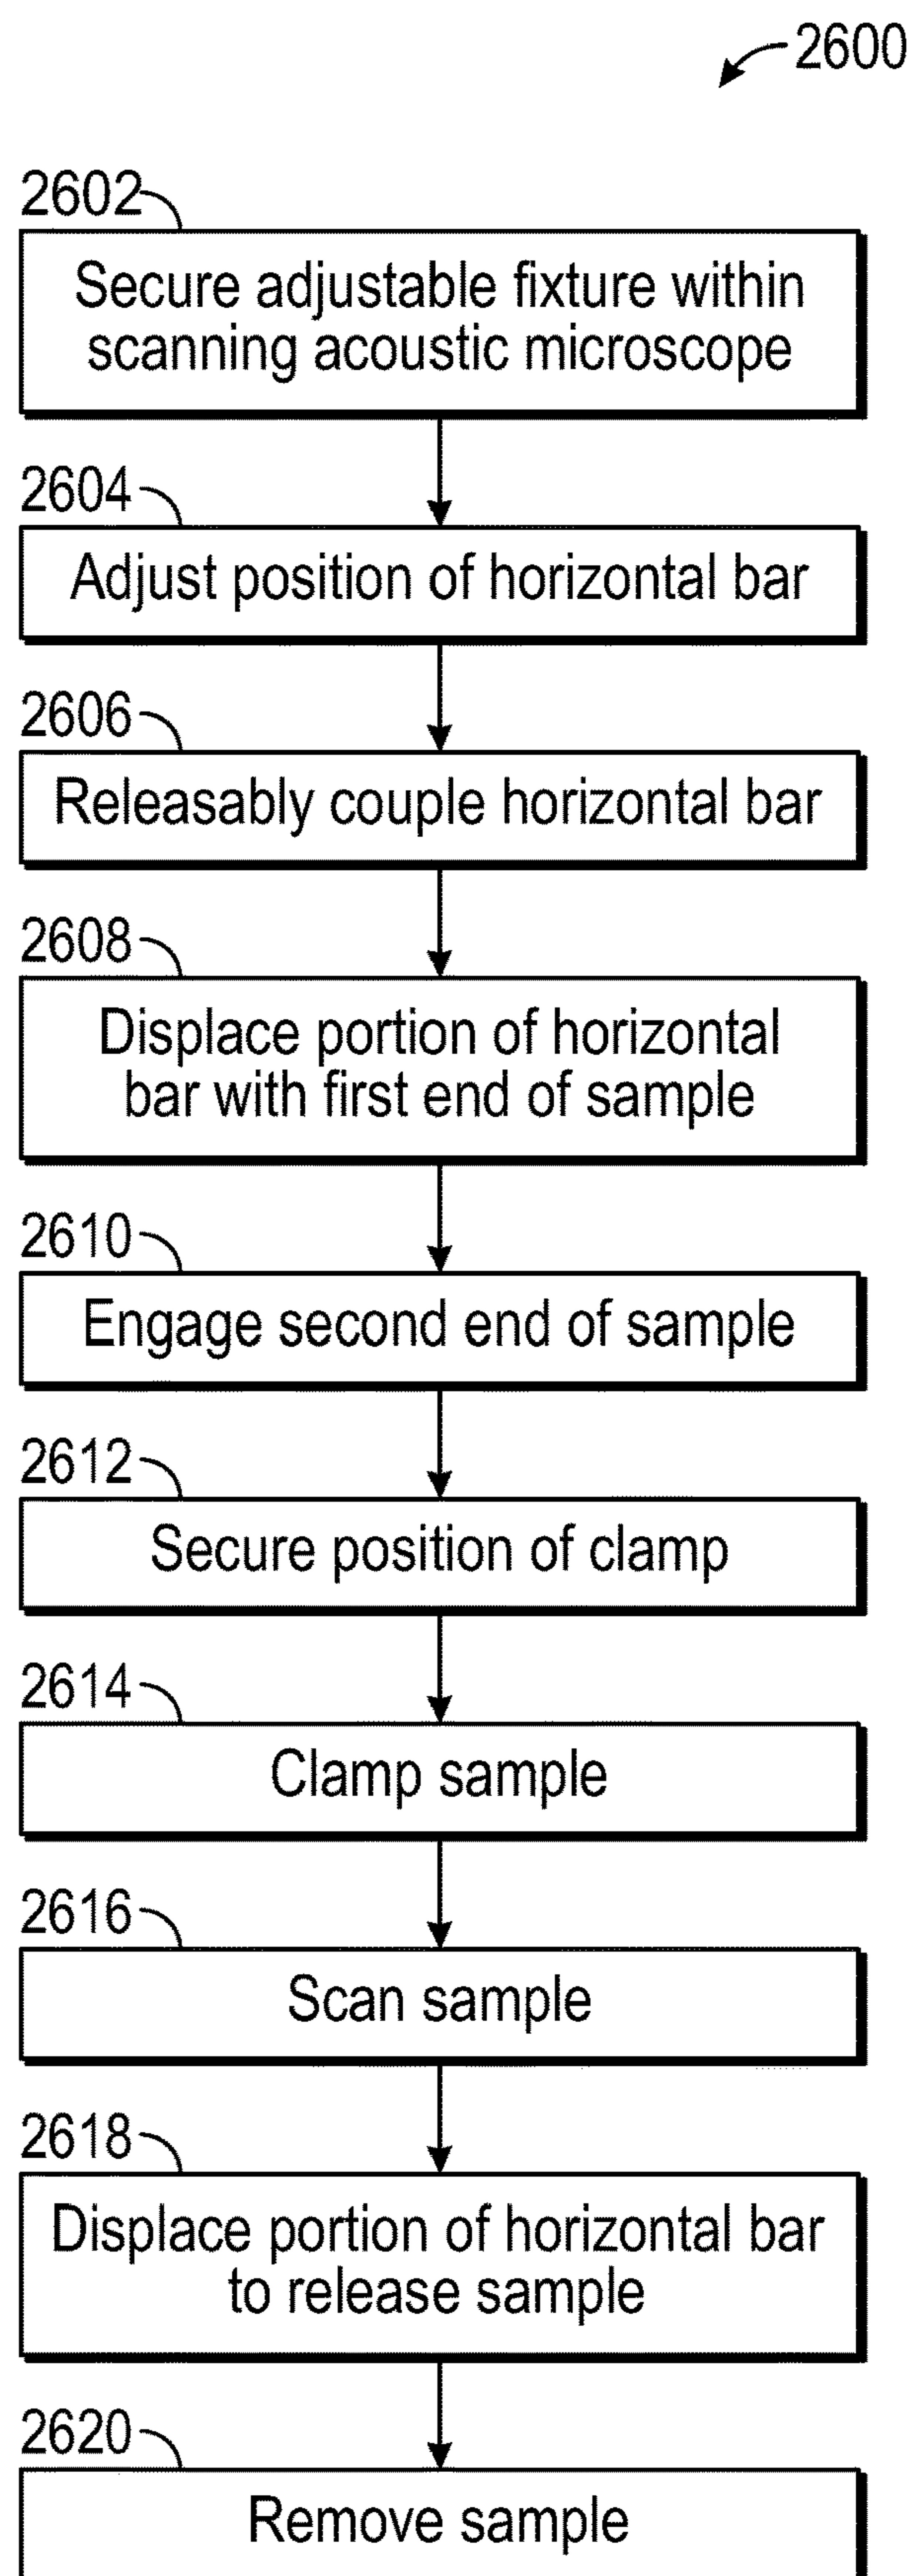 2600
2602
Secure adjustable fixture within
scanning acoustic microscope
2604
Adjust position of horizontal bar
2606
Releasably couple horizontal bar
2608
Displace portion of horizontal
bar with first end of sample
2610
Engage second end of sample
2612
Secure position of clamp
2614
Clamp sample
2616
Scan sample
2618
Displace portion of horizontal bar
to release sample
2620
Remove sample